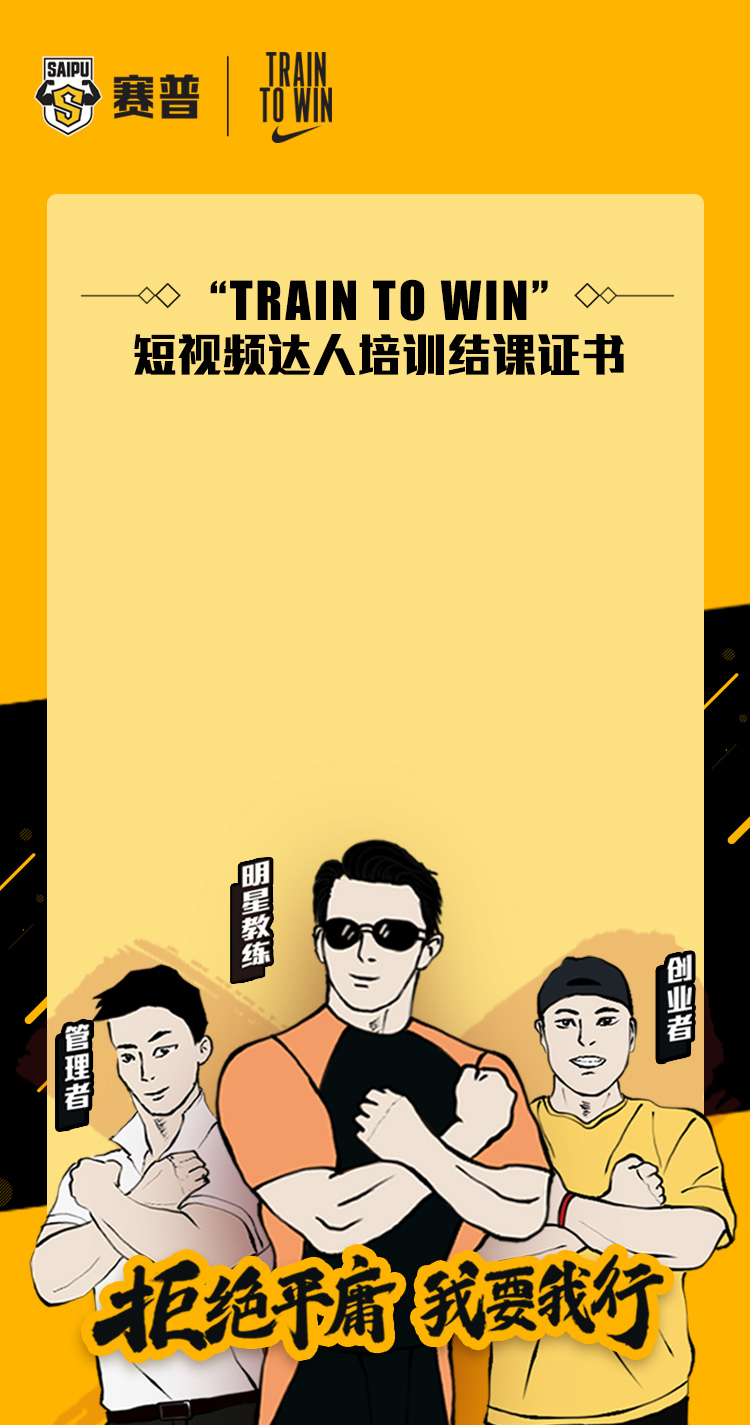 SAIPU
S
赛普
TRAIN
TO WIN
“TRAIN TO WIN”
短视频达人培训结课证书
明星教练
创业者
管理者
拒绝平庸 我要我行